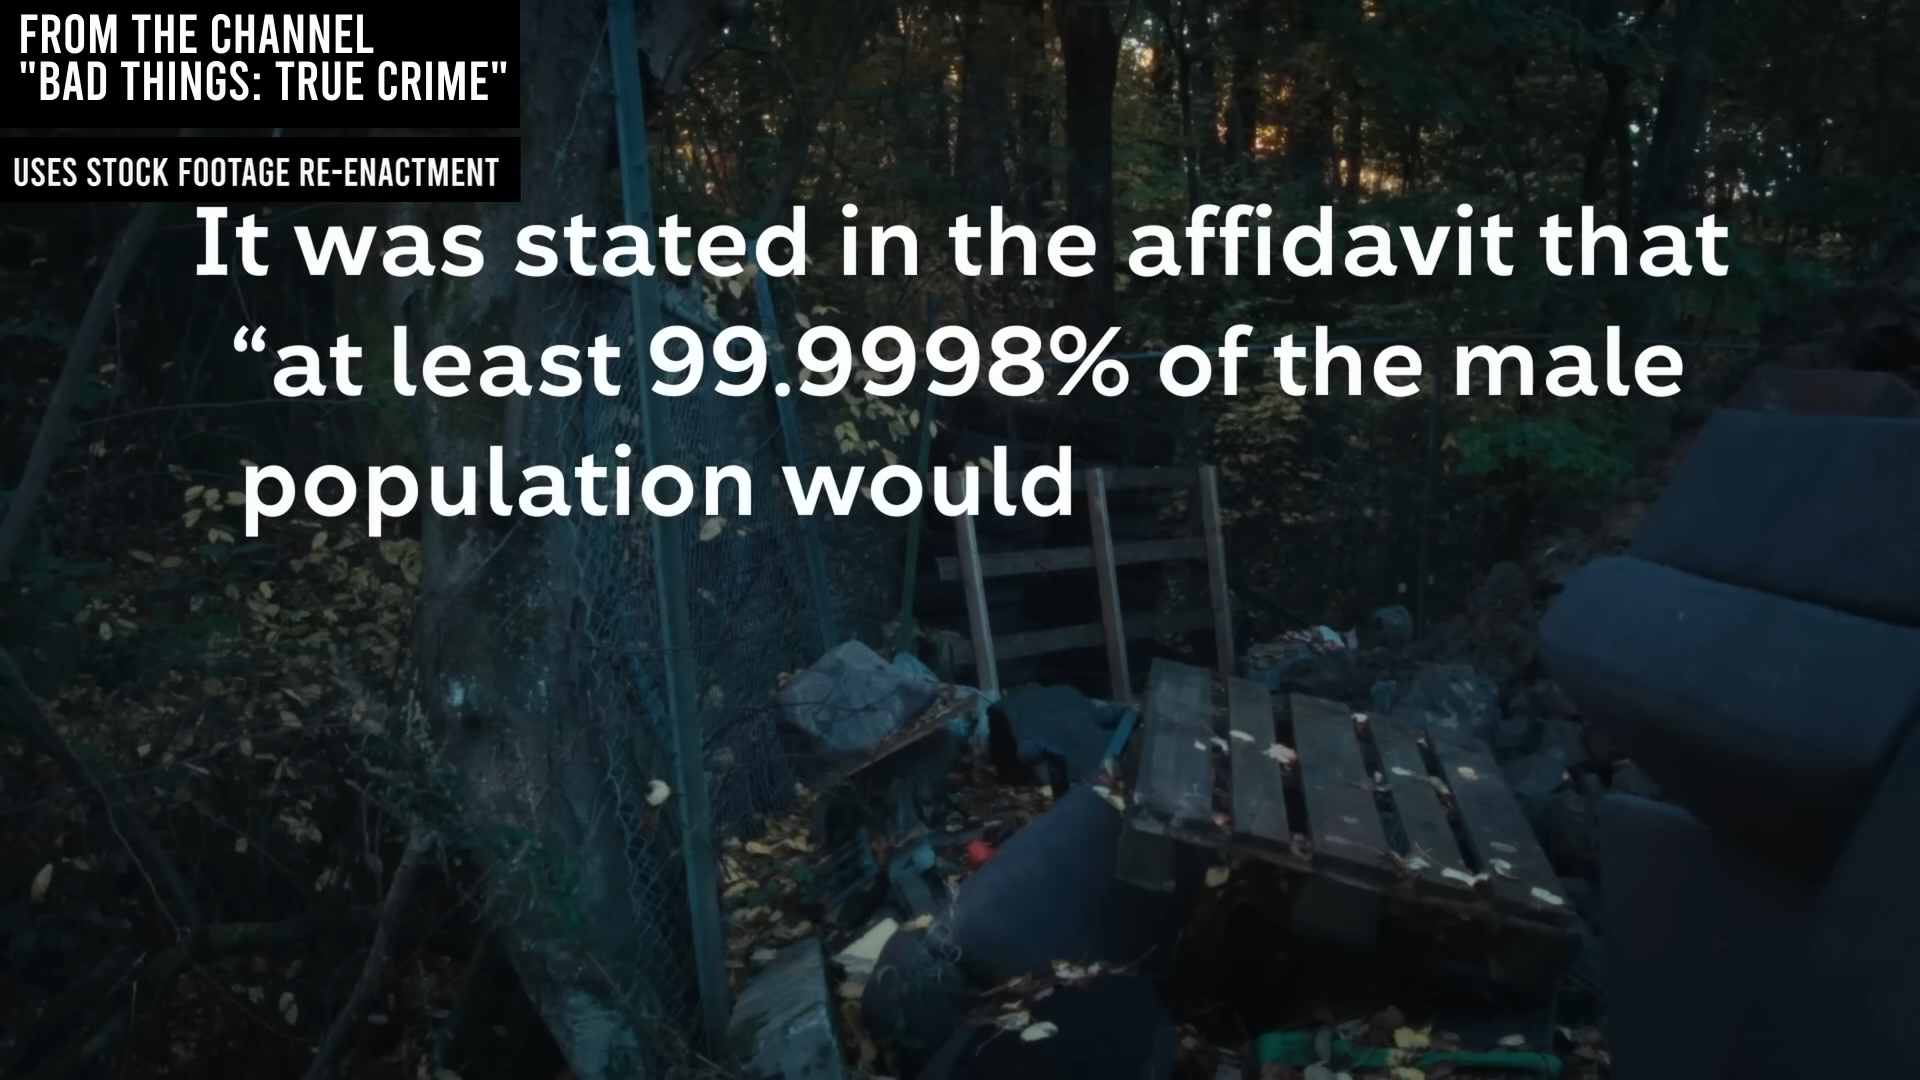 FROM THE CHANNEL
"BAD THINGS: TRUE CRIME"
USES STOCK FOOTAGE RE-ENACTMENT
It was stated in the affidavit that
“at least 99.9998% of the male
population would